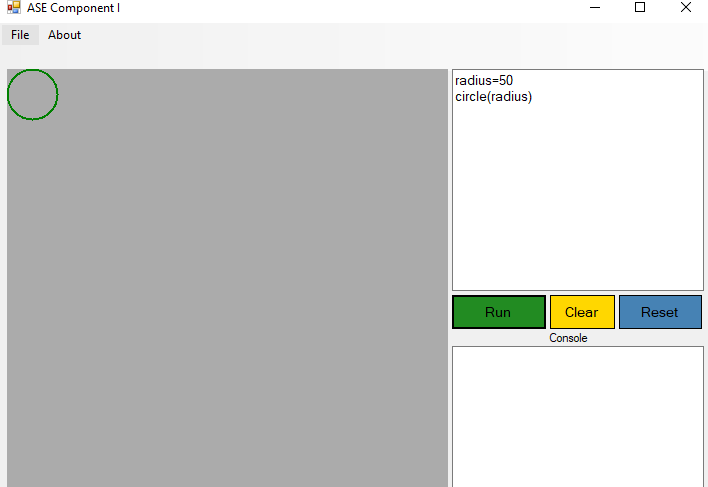 ASE Component I
File About
radius=50
circle(radius)
Run Clear Reset
Console